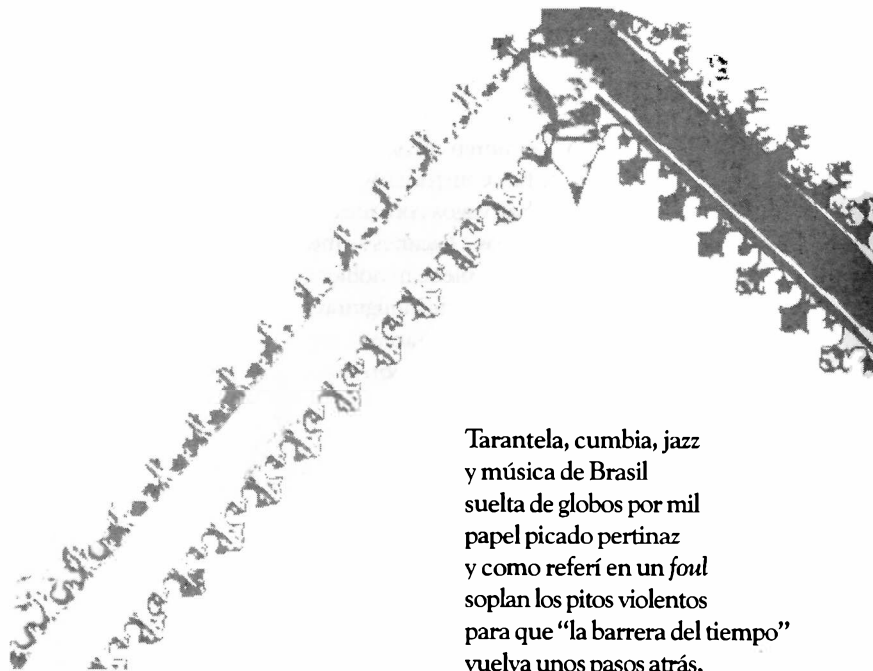 Tarantela, cumbia, jazz
y música de Brasil
suelta de globos por mil
papel picado pertinaz
y como referí en un foul
soplan los pitos violentos
para que “la barrera del tiempo”
vuelva unos pasos atrás.